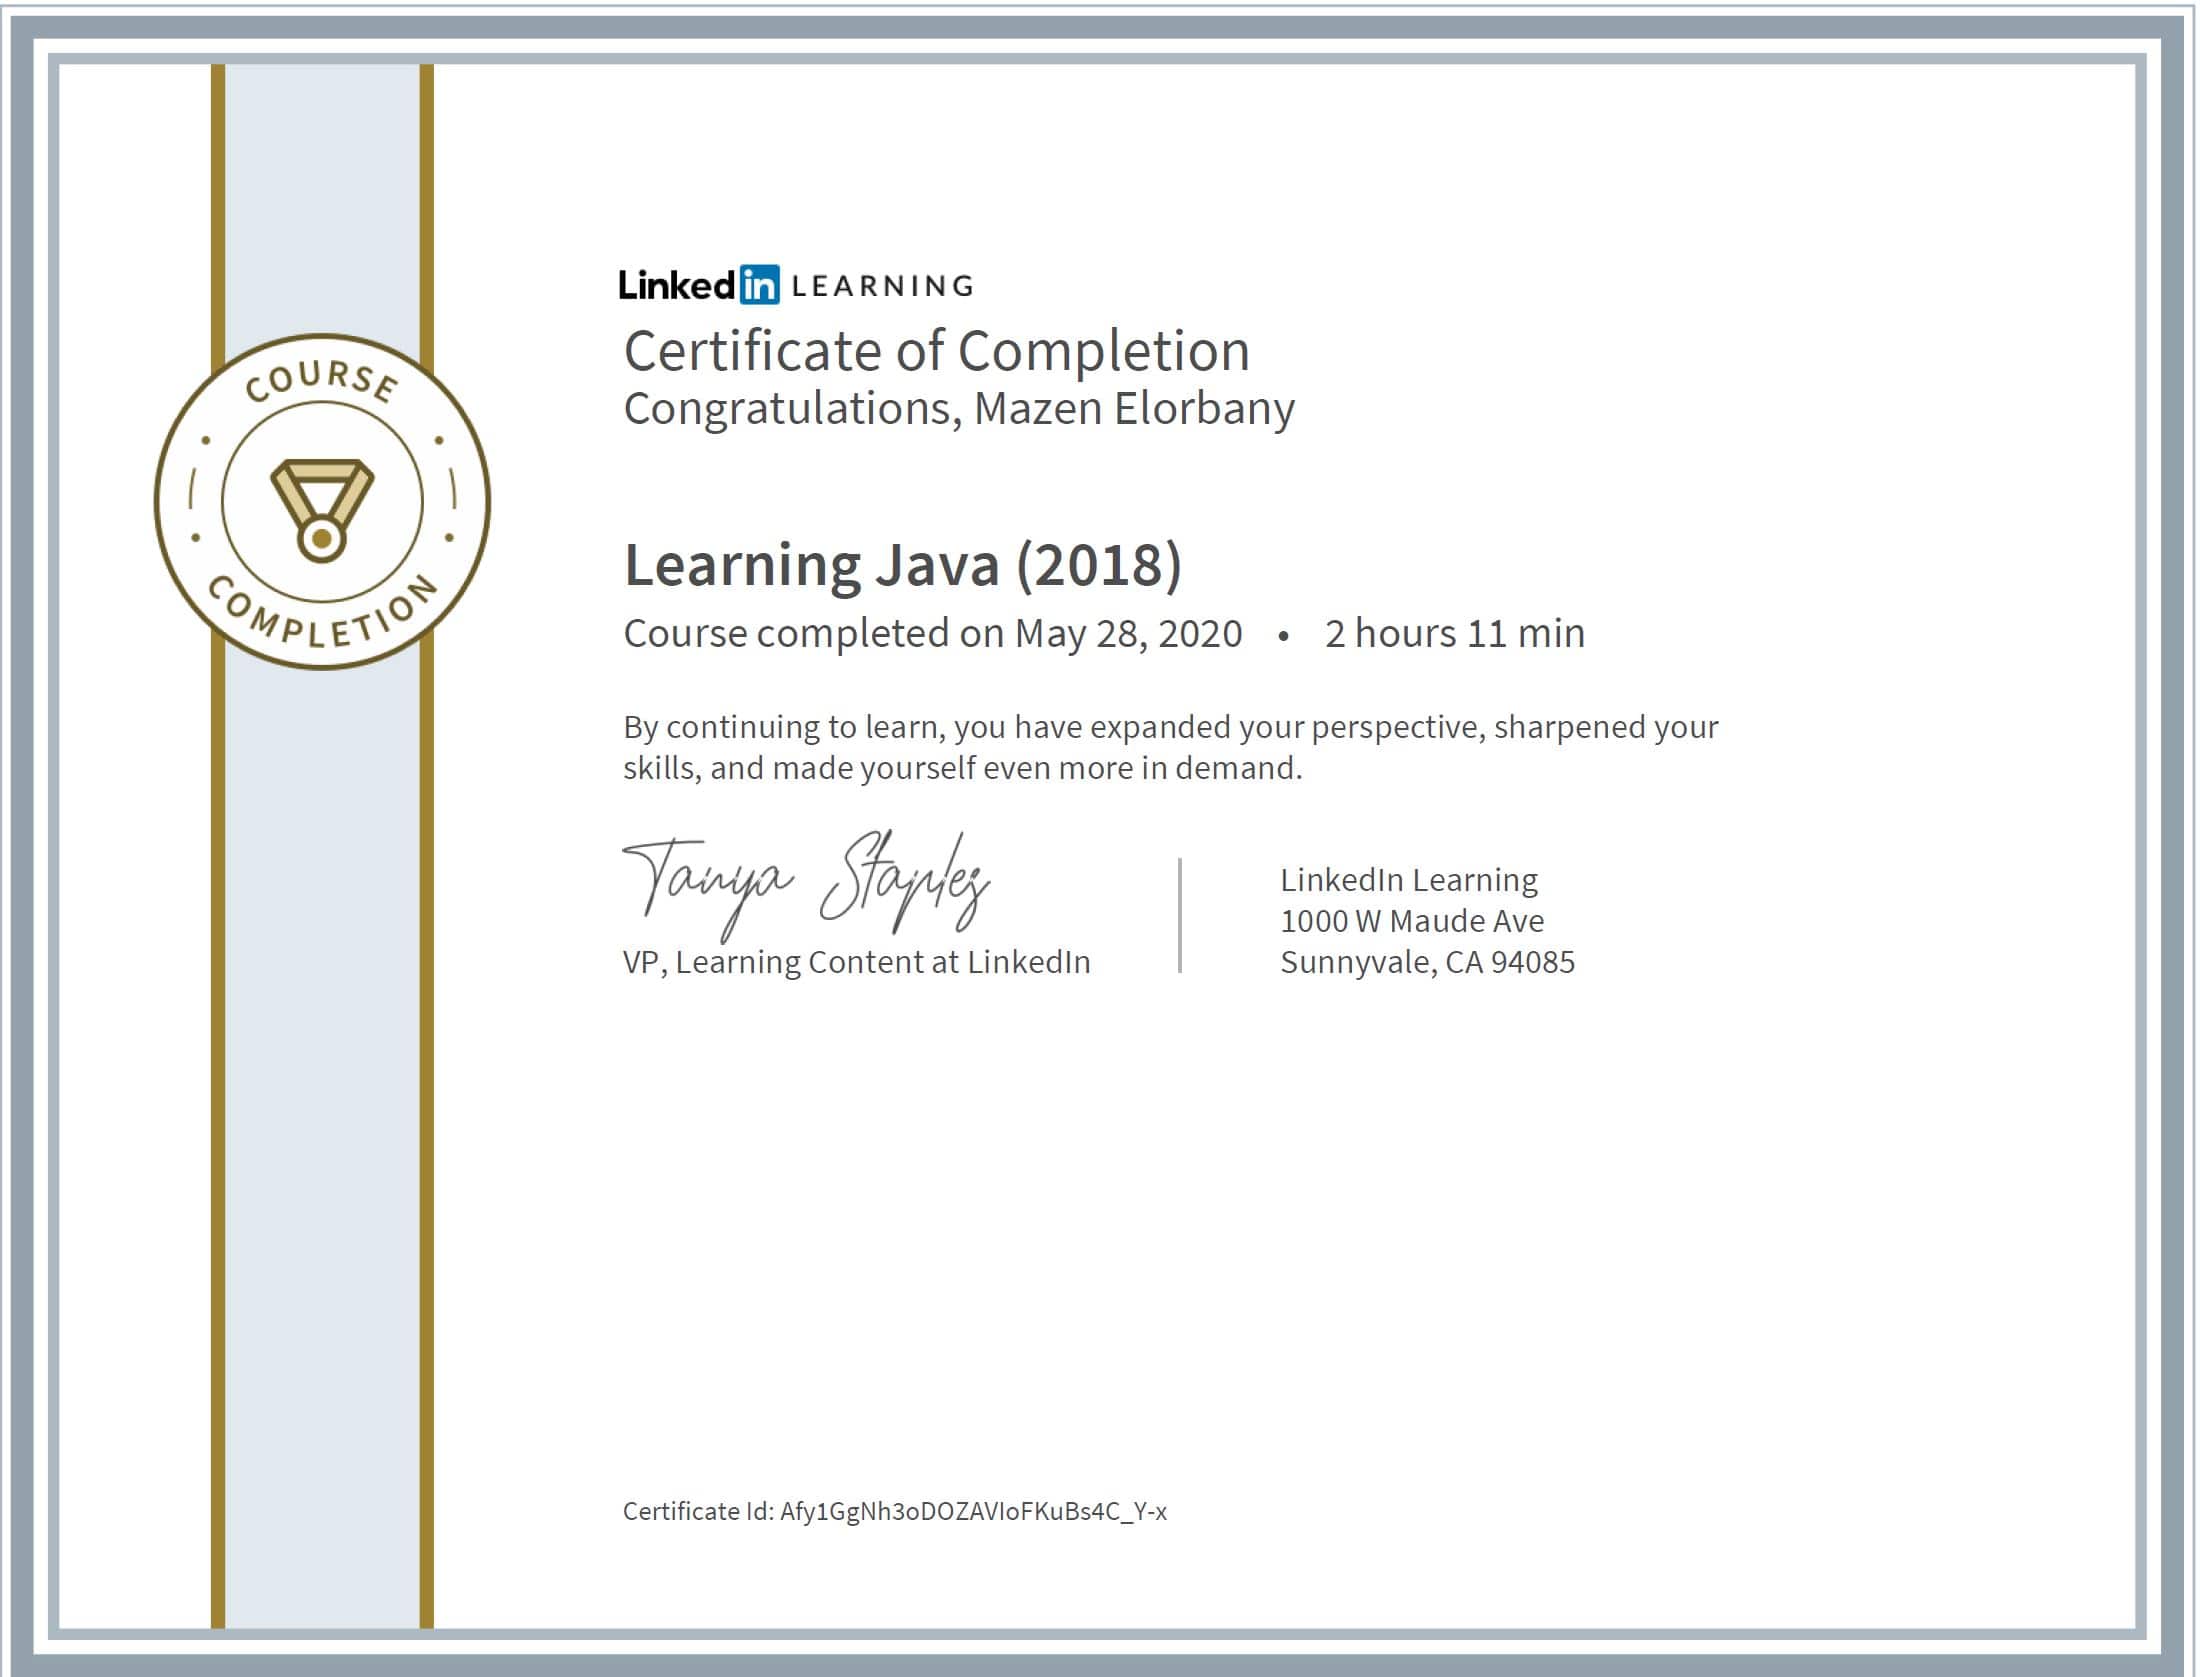 COURSE
COMPLETION
Linkedin LEARNING
Certificate of Completion
Congratulations, Mazen Elorbany
Learning Java (2018)
Course completed on May 28, 2020 • 2 hours 11 min
By continuing to learn, you have expanded your perspective, sharpened your
skills, and made yourself even more in demand.
Tanya Staples
VP, Learning Content at LinkedIn
LinkedIn Learning
1000 W Maude Ave
Sunnyvale, CA 94085
Certificate Id: Afy1GgNh3oDOZAVIoFKuBs4C_Y-x